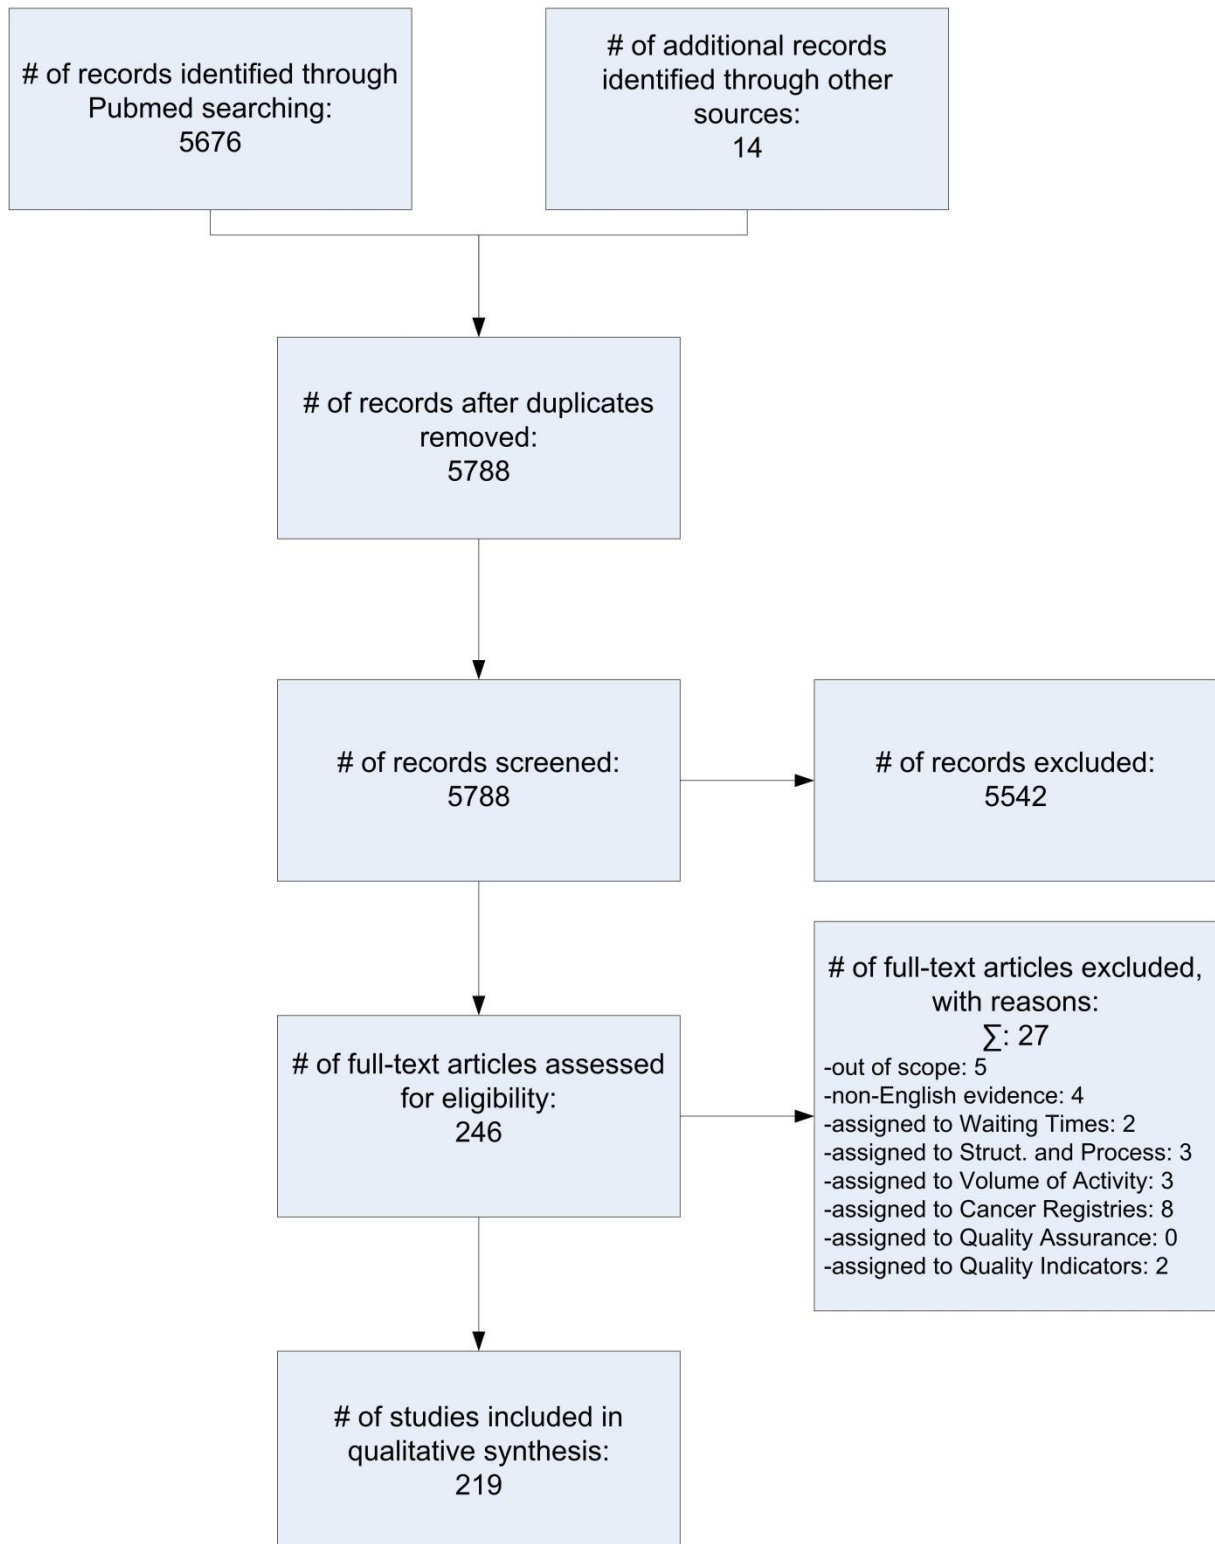 # of records identified through
Pubmed searching:
5676
# of additional records
identified through other
sources:
14
# of records after duplicates
removed:
5788
# of records screened:
5788
# of records excluded:
5542
# of full-text articles assessed
for eligibility:
246
# of full-text articles excluded,
with reasons:
∑: 27
-out of scope: 5
-non-English evidence: 4
-assigned to Waiting Times: 2
-assigned to Struct. and Process: 3
-assigned to Volume of Activity: 3
-assigned to Cancer Registries: 8
-assigned to Quality Assurance: 0
-assigned to Quality Indicators: 2
# of studies included in
qualitative synthesis:
219